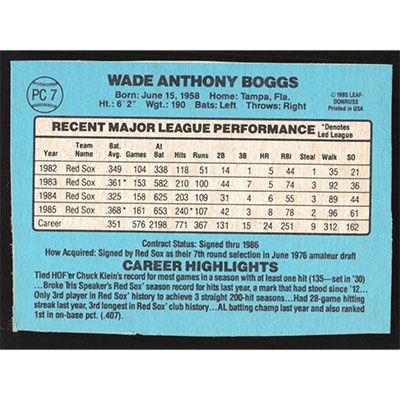 PC 7
WADE ANTHONY BOGGS
Born: June 15, 1958 Home: Tampa, Fla.
Ht.: 6'2" Wgt.: 190 Bats: Left Throws: Right
©1985 LEAF-
DONRUSS
Printed in USA
RECENT MAJOR LEAGUE PERFORMANCE *Denotes Led League
Year Team Name Bat. Avg. Games At Bat Hits Runs 2B 3B HR RBI Steal Walk SO
1982 Red Sox .349 104 338 118 51 14 1 5 44 1 35 21
1983 Red Sox .361* 153 582 210 100 44 7 5 74 3 92 36
1984 Red Sox .325 158 625 203 109 31 4 6 55 3 89 44
1985 Red Sox .368* 161 653 240* 107 42 3 8 78 2 96 61
Career .351 576 2198 771 367 131 15 24 251 9 312 162
Contract Status: Signed thru 1986
How Acquired: Signed by Red Sox as their 7th round selection in June 1976 amateur draft
CAREER HIGHLIGHTS
Tied HOF'er Chuck Klein's record for most games in a season with at least one hit (135—set in '30)
...Broke Tris Speaker's Red Sox' season record for hits last year, a mark that had stood since '12...
Only 3rd player in Red Sox' history to achieve 3 straight 200-hit seasons...Had 28-game hitting
streak last year, 3rd longest in Red Sox' club history...AL batting champ last year and also ranked
1st in on-base pct. (.407).